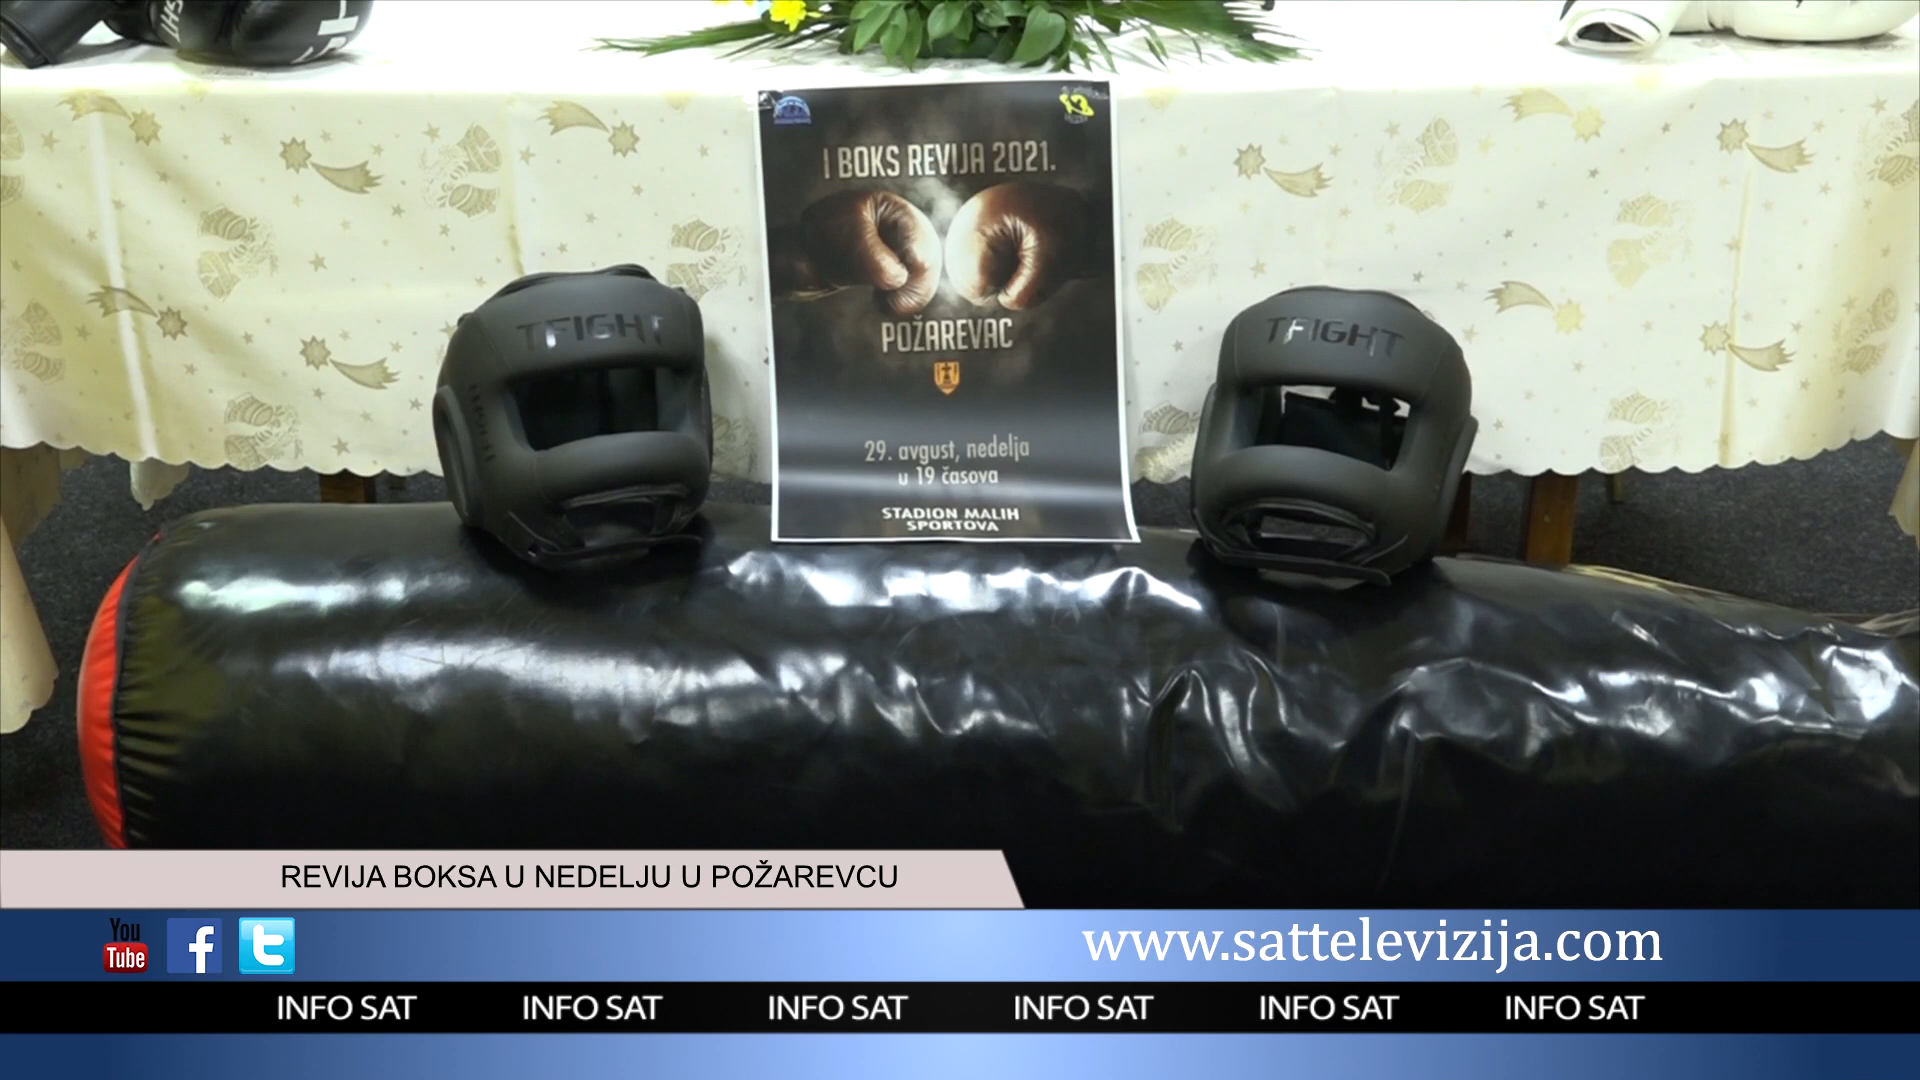 I BOKS REVIJA 2021.
TFIGHT
TFIGHT
POŽAREVAC
29. avgust, nedelja
u 19 časova
STADION MALIH
SPORTOVA
REVIJA BOKSA U NEDELJU U POŽAREVCU
You
Tube
www.sattelevizija.com
INFO SAT INFO SAT INFO SAT INFO SAT INFO SAT INFO SAT